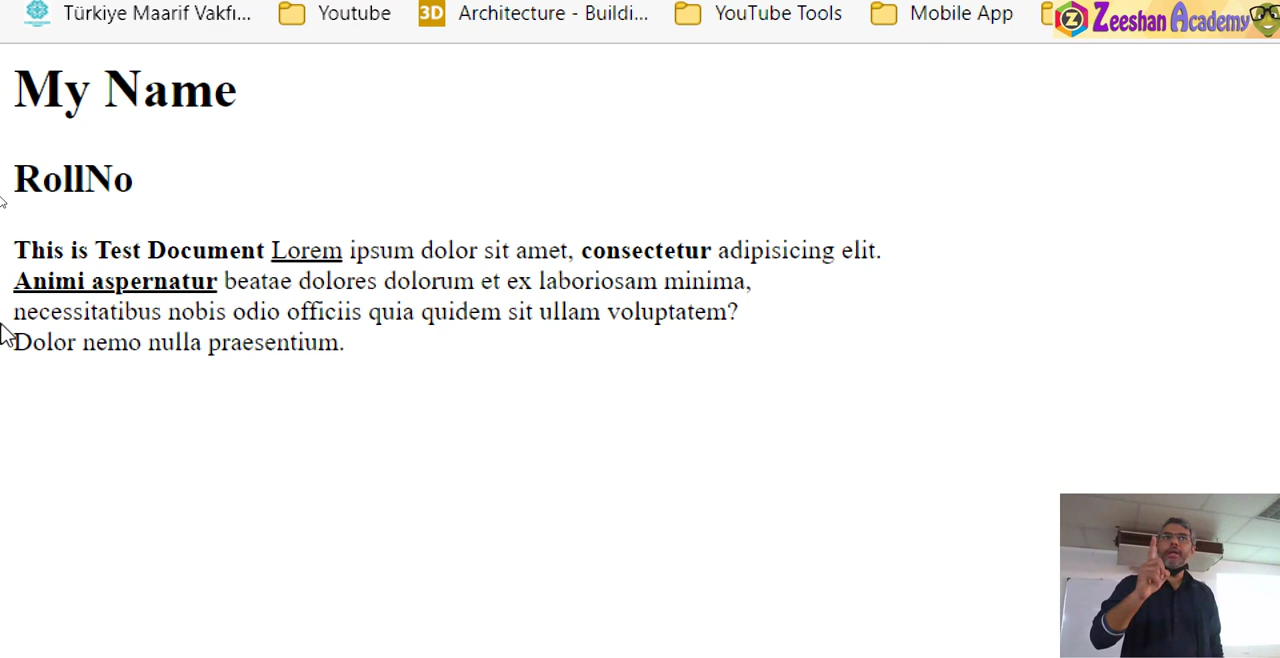 Türkiye Maarif Vakfı... Youtube 3D Architecture - Buildi... YouTube Tools Mobile App Z Zeeshan Academy
My Name
RollNo
This is Test Document Lorem ipsum dolor sit amet, consectetur adipisicing elit.
Animi aspernatur beatae dolores dolorum et ex laboriosam minima,
necessitatibus nobis odio officiis quia quidem sit ullam voluptatem?
Dolor nemo nulla praesentium.